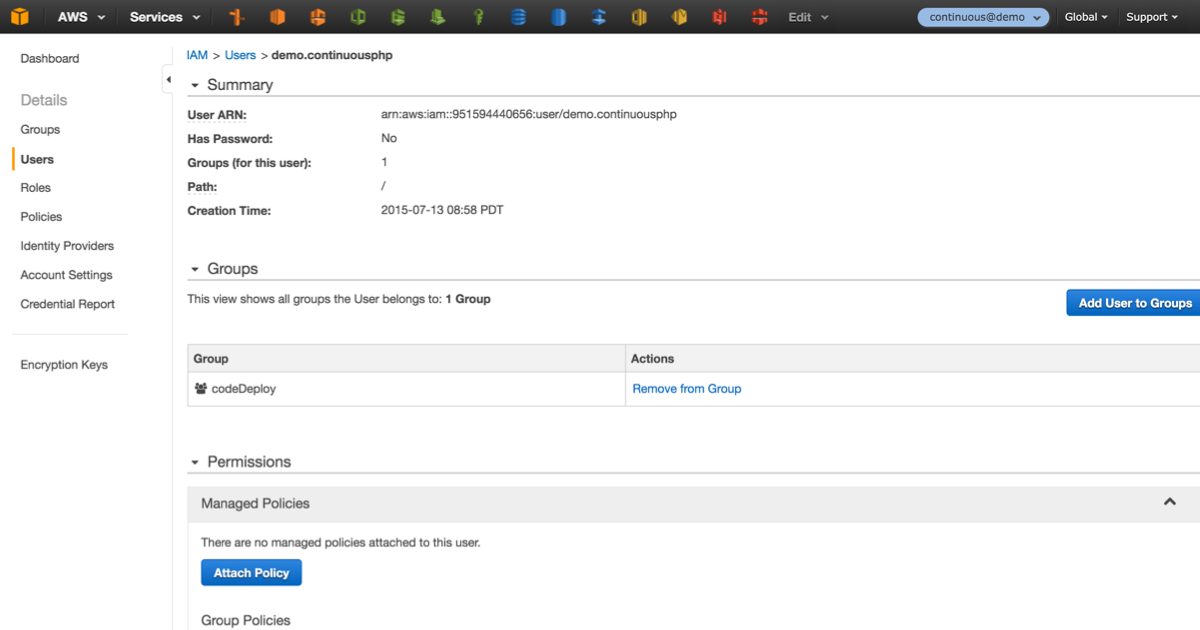 AWS Services Edit continuous@demo Global Support
Dashboard
Details
Groups
Users
Roles
Policies
Identity Providers
Account Settings
Credential Report
Encryption Keys
IAM > Users > demo.continuousphp
Summary
User ARN: arn:aws:iam::951594440656:user/demo.continuousphp
Has Password: No
Groups (for this user): 1
Path: /
Creation Time: 2015-07-13 08:58 PDT
Groups
This view shows all groups the User belongs to: 1 Group
Add User to Groups
Group Actions
codeDeploy Remove from Group
Permissions
Managed Policies
There are no managed policies attached to this user.
Attach Policy
Group Policies